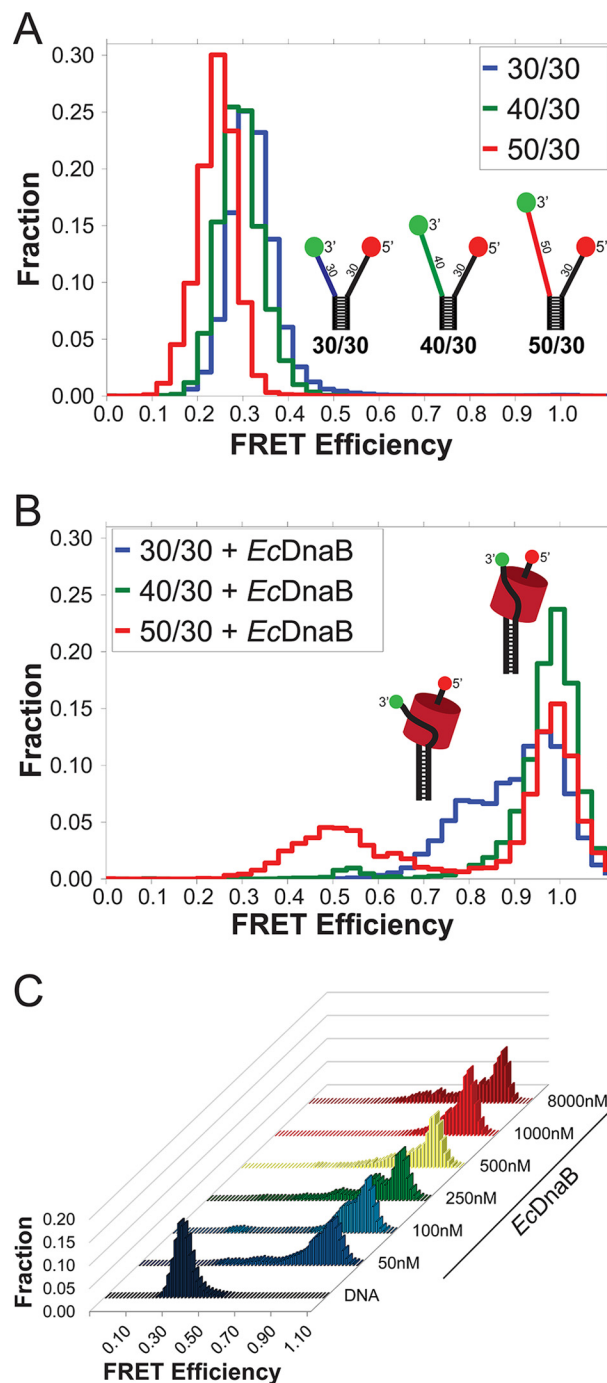 A
0.30
0.25
0.20
0.15
0.10
0.05
0.00
Fraction
30/30
40/30
50/30
3'
5'
30
30
30/30
3'
5'
40
30
40/30
3'
5'
50
30
50/30
0.0 0.1 0.2 0.3 0.4 0.5 0.6 0.7 0.8 0.9 1.0
FRET Efficiency
B
0.30
0.25
0.20
0.15
0.10
0.05
0.00
Fraction
30/30 + EcDnaB
40/30 + EcDnaB
50/30 + EcDnaB
3'
5'
3'
5'
0.0 0.1 0.2 0.3 0.4 0.5 0.6 0.7 0.8 0.9 1.0
FRET Efficiency
C
8000nM
1000nM
500nM
250nM
100nM
50nM
DNA
EcDnaB
0.20
0.15
0.10
0.05
0.00
Fraction
0.10 0.30 0.50 0.70 0.90 1.10
FRET Efficiency